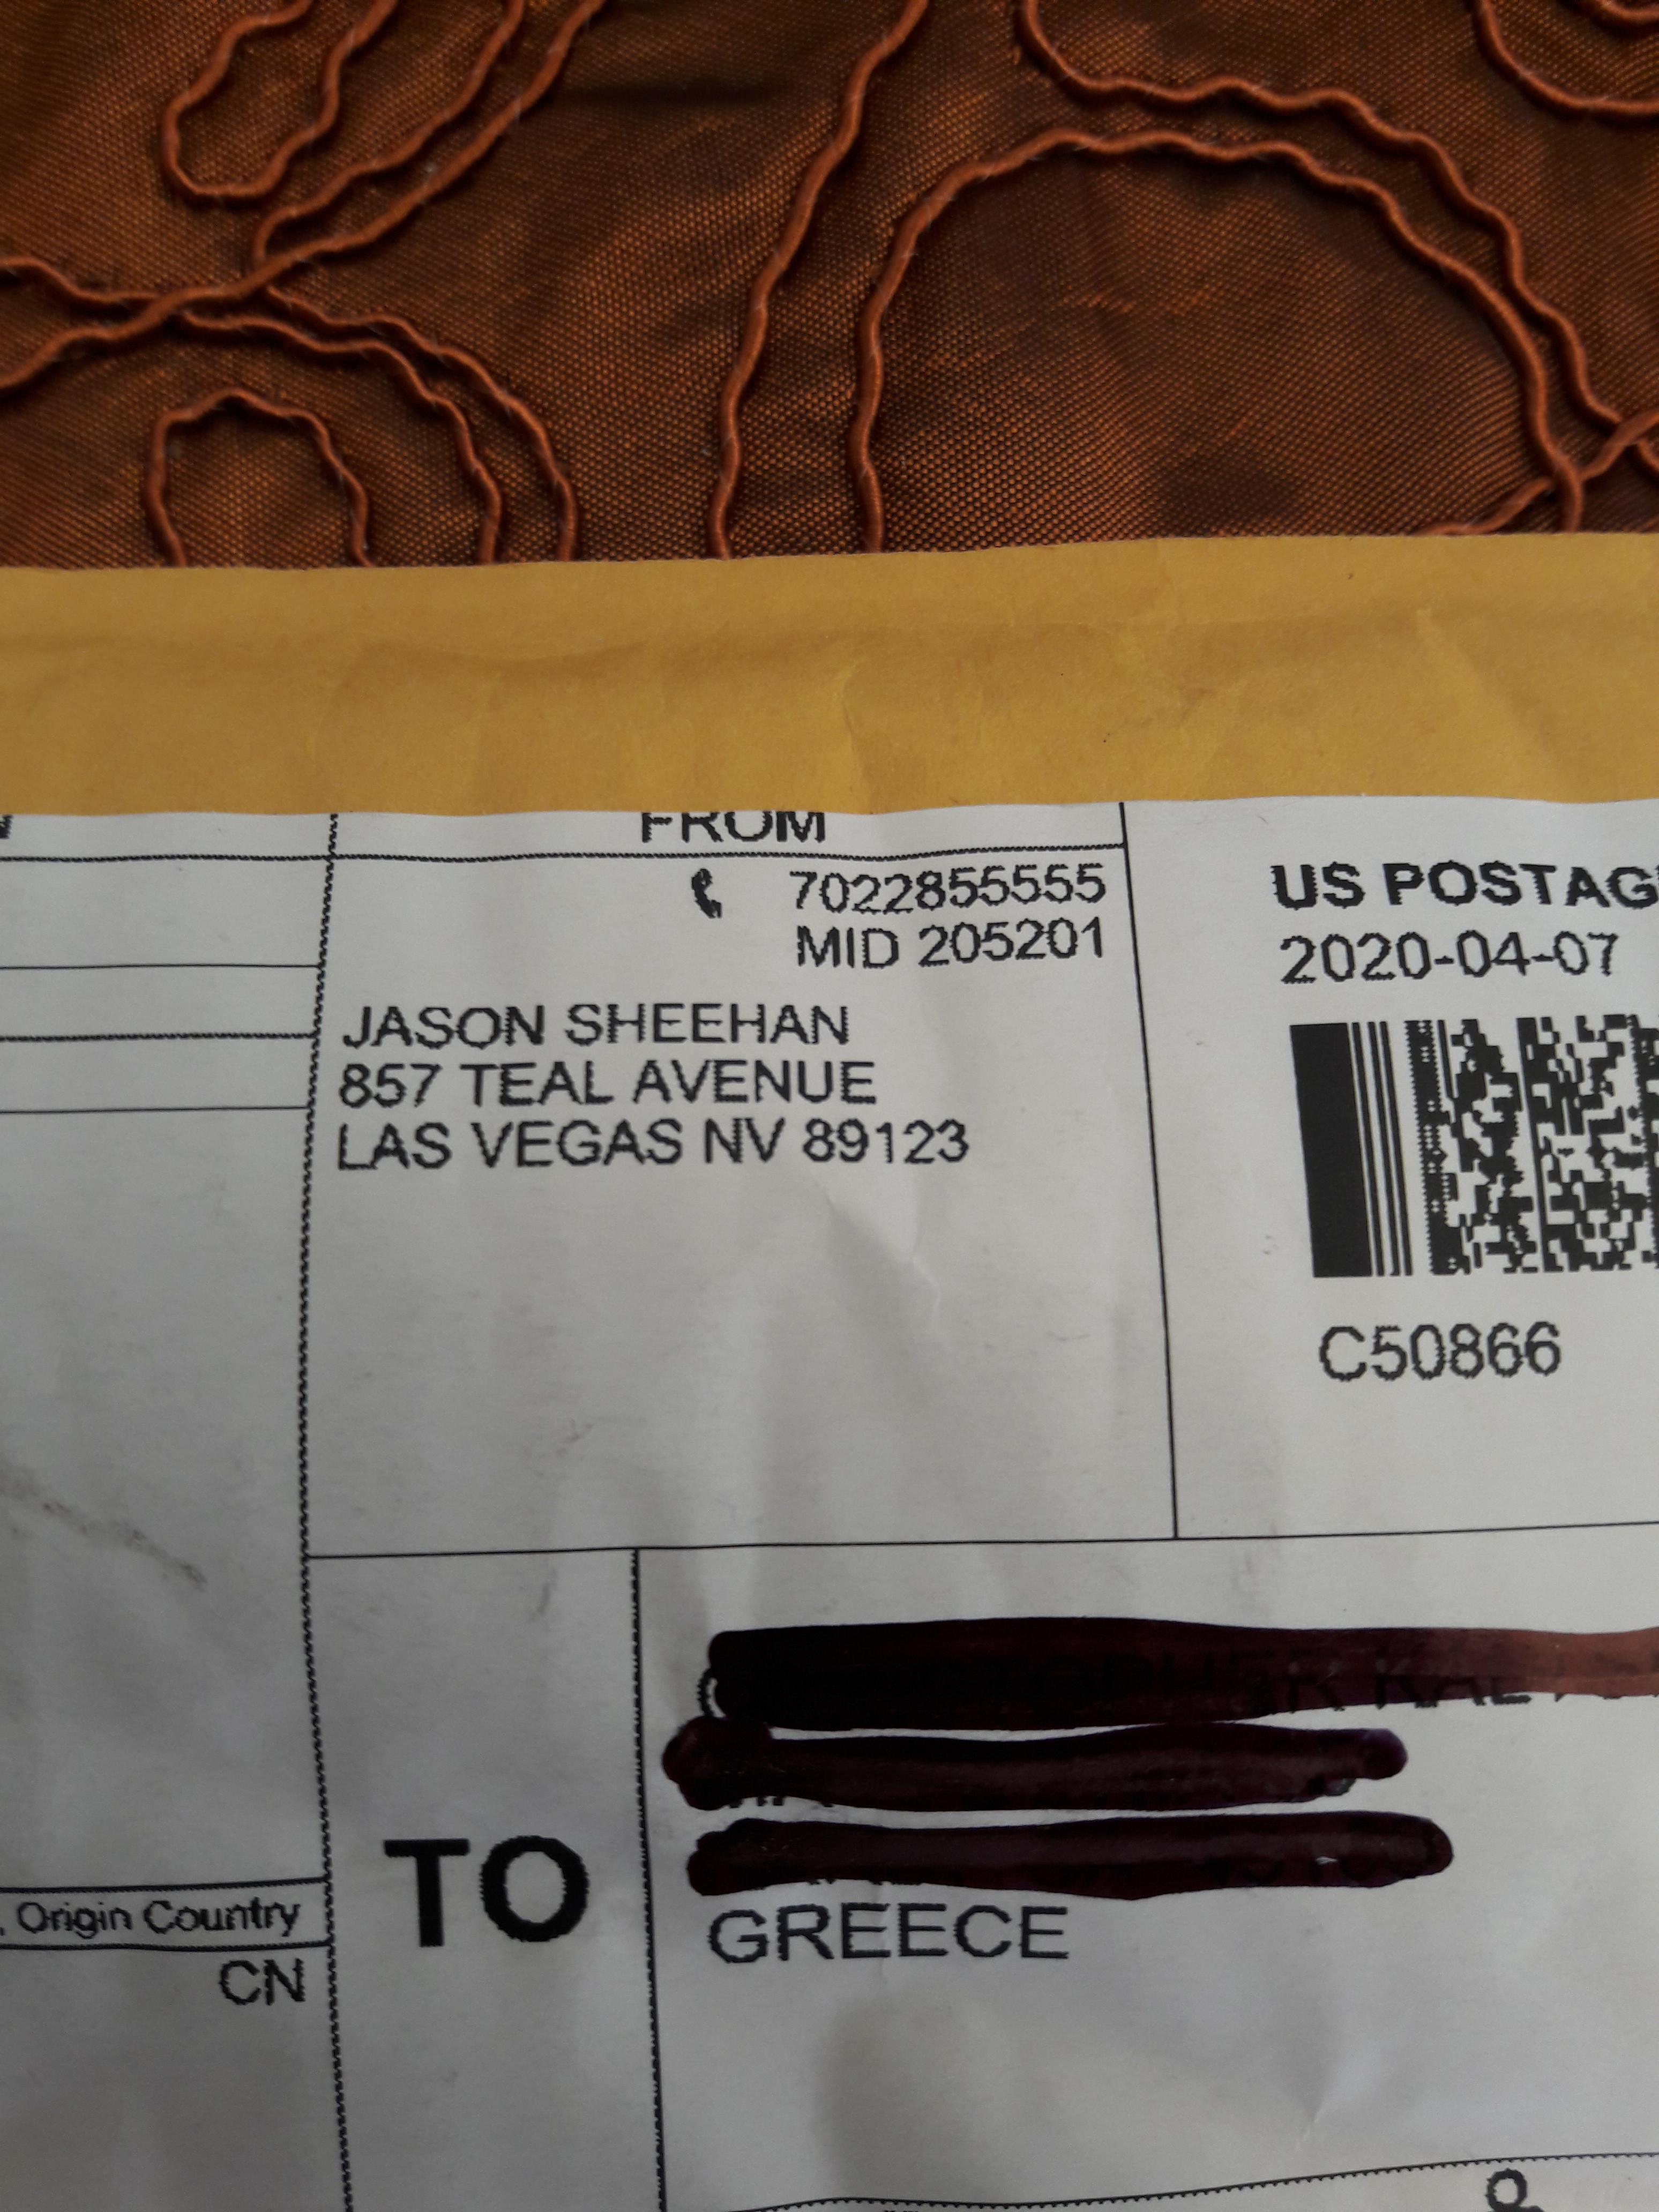 FROM
7022855555
MID 205201
JASON SHEEHAN
857 TEAL AVENUE
LAS VEGAS NV 89123
US POSTAG
2020-04-07
C50866
TO
GREECE
, Origin Country
CN